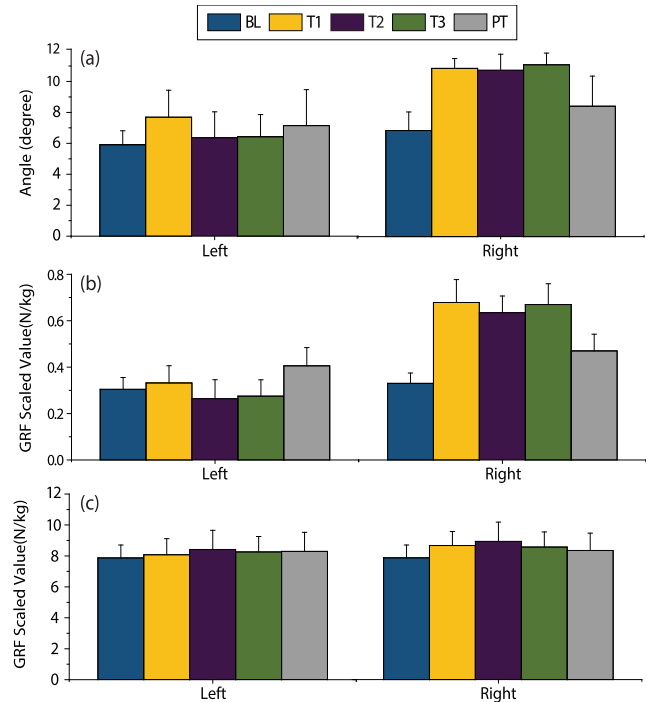 BL T1 T2 T3 PT
(a)
Angle (degree)
12
10
8
6
4
2
0
Left Right
(b)
GRF Scaled Value(N/kg)
0.8
0.6
0.4
0.2
0.0
Left Right
(c)
GRF Scaled Value(N/kg)
12
10
8
6
4
2
0
Left Right